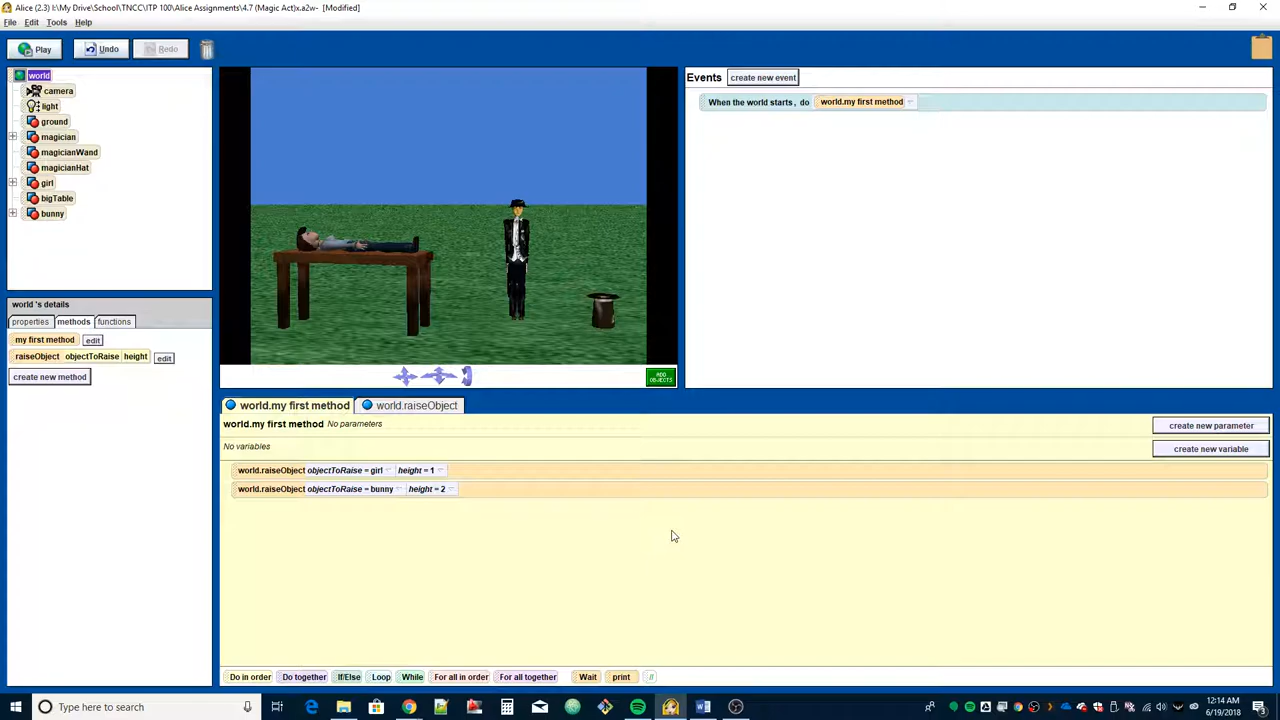 Alice (2.3) I:\My Drive\School\TNCC\ITP 100\Alice Assignments\4.7 (Magic Act)x.a2w- [Modified]
File Edit Tools Help
Play Undo Redo
world
camera
light
ground
magician
magicianWand
magicianHat
girl
bigTable
bunny
Events create new event
When the world starts, do world.my first method
ADD
OBJECTS
world 's details
properties methods functions
my first method edit
raiseObject objectToRaise height edit
create new method
world.my first method world.raiseObject
world.my first method No parameters
create new parameter
No variables
create new variable
world.raiseObject objectToRaise = girl height = 1
world.raiseObject objectToRaise = bunny height = 2
Do in order Do together If/Else Loop While For all in order For all together Wait print //
Type here to search
12:14 AM
6/19/2018